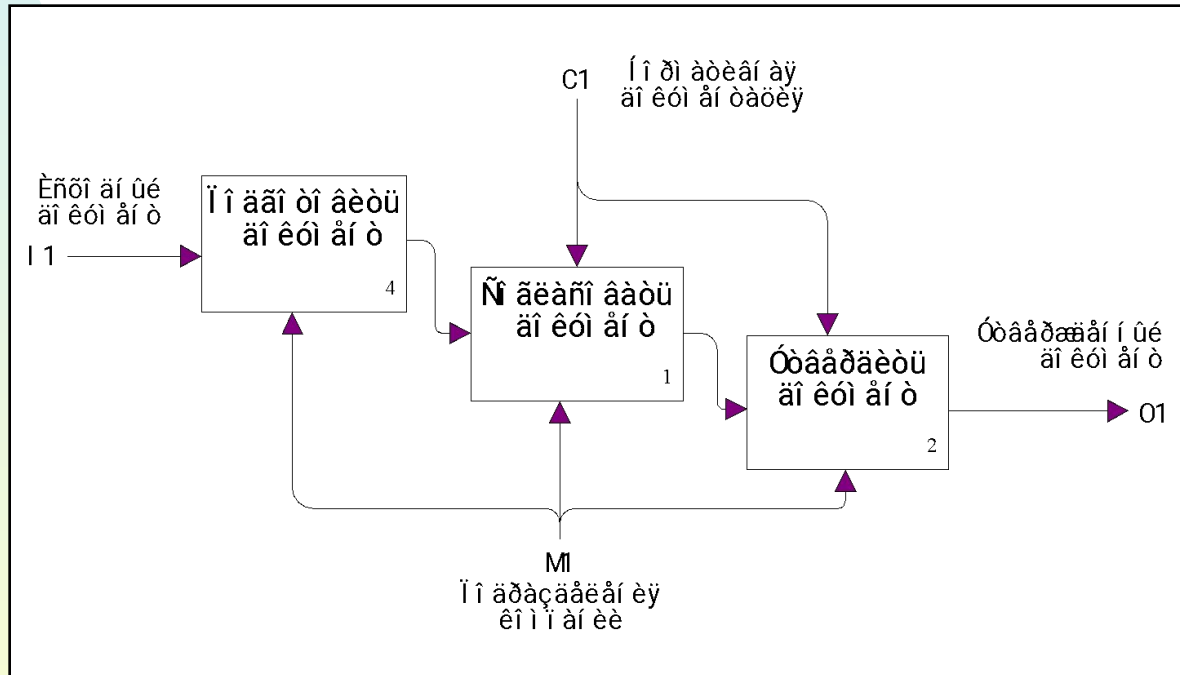 C1
Í î ðì àòèâí àÿ
äî êóì åí òàöèÿ
Èñõî äí ûé
äî êóì åí ò
I 1
Ï î äãî òî âèòü
äî êóì åí ò
4
Ñî ãëàñî âàòü
äî êóì åí ò
1
Óòâåðäèòü
äî êóì åí ò
2
Óòâåðæäåí í ûé
äî êóì åí ò
O1
M1
Ï î äðàçäåëåí èÿ
êî ì ï àí èè